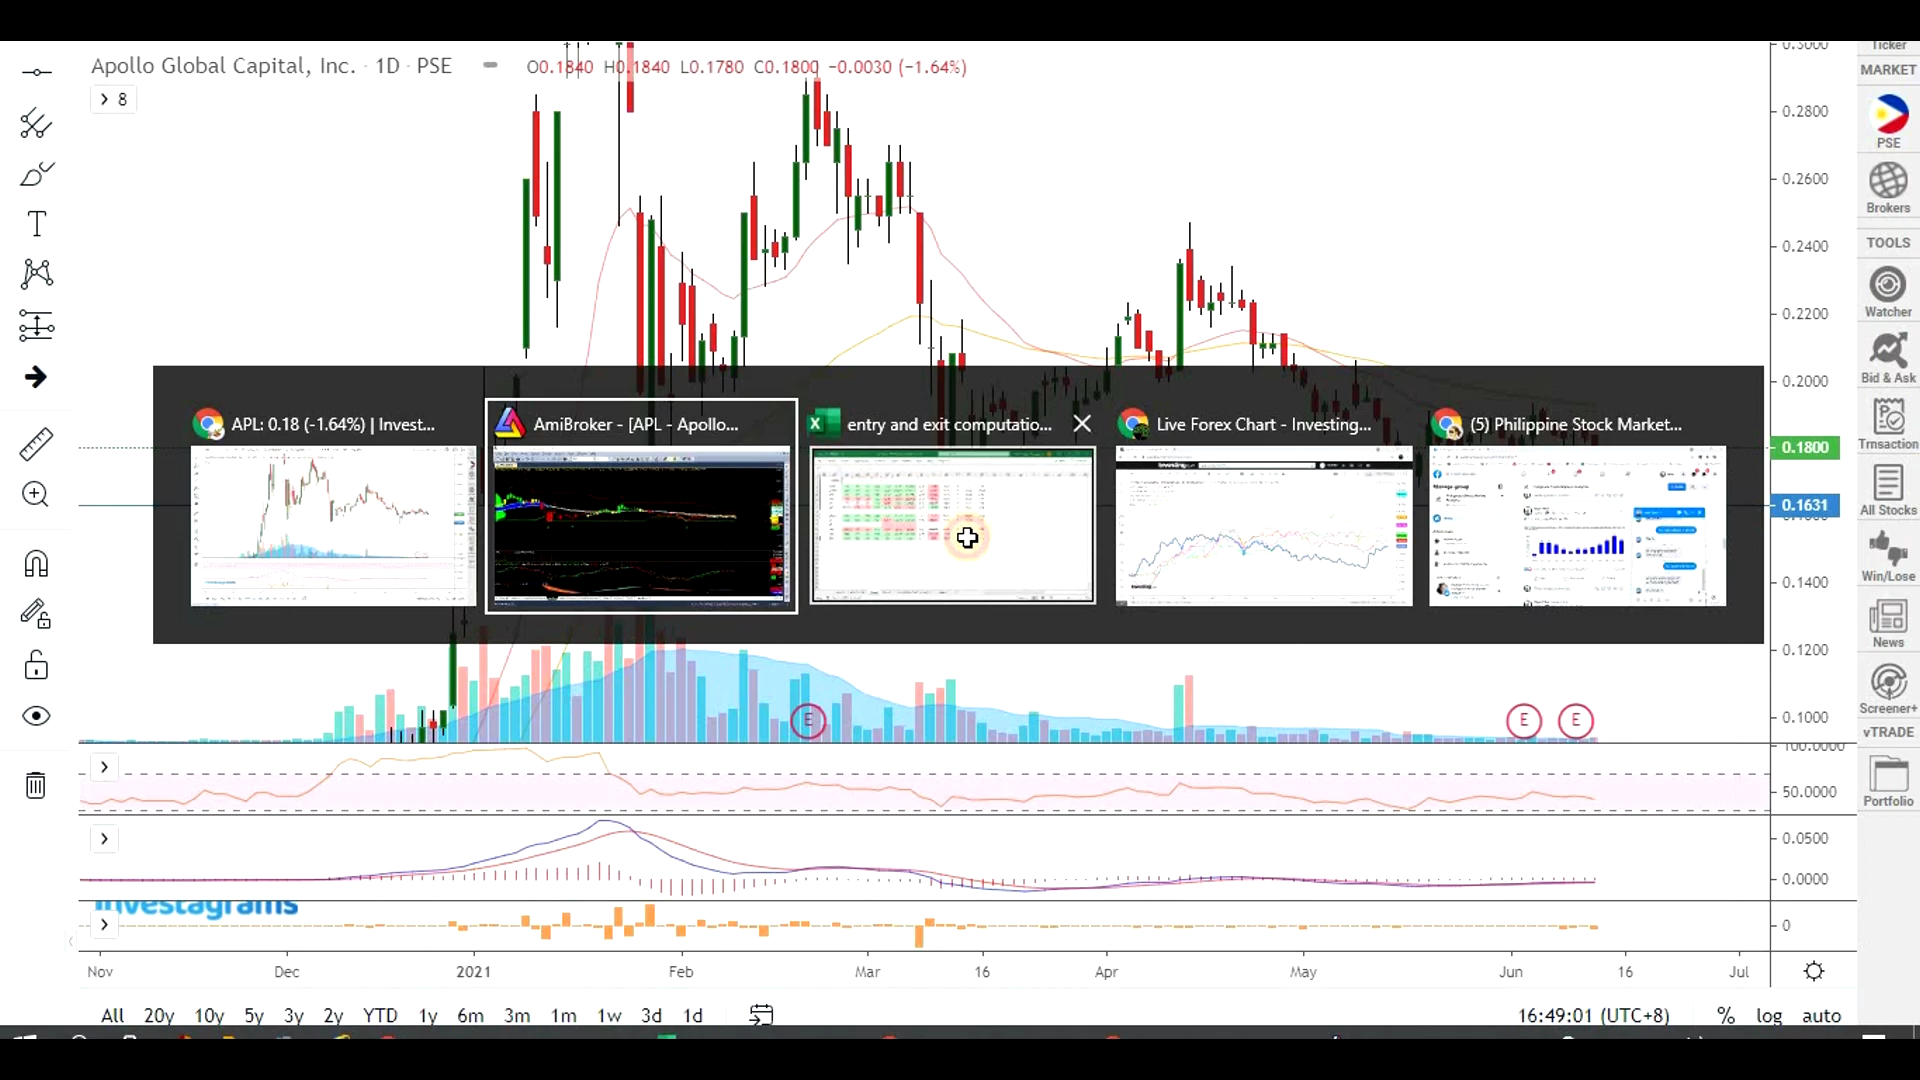 Apollo Global Capital, Inc. · 1D · PSE
O0.1840 H0.1840 L0.1780 C0.1800 −0.0030 (−1.64%)
8
0.3000
0.2800
0.2600
0.2400
0.2200
0.2000
0.1800
0.1631
0.1400
0.1200
0.1000
100.0000
50.0000
0.0500
0.0000
0
APL: 0.18 (-1.64%) | Invest...
AmiBroker - [APL - Apollo...
entry and exit computatio...
Live Forex Chart - Investing...
(5) Philippine Stock Market...
E
E
E
Investagrams
Nov
Dec
2021
Feb
Mar
16
Apr
May
Jun
16
Jul
All 20y 10y 5y 3y 2y YTD 1y 6m 3m 1m 1w 3d 1d
16:49:01 (UTC+8)
% log auto
Ticker
MARKET
PSE
Brokers
TOOLS
Watcher
Bid & Ask
Trnsaction
All Stocks
Win/Lose
News
Screener+
vTRADE
Portfolio